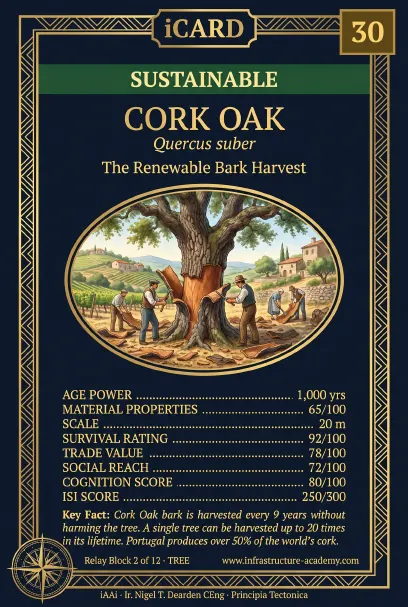 iCARD
30
SUSTAINABLE
CORK OAK
Quercus suber
The Renewable Bark Harvest
AGE POWER ........................................ 1,000 yrs
MATERIAL PROPERTIES .......................... 65/100
SCALE ....................................................... 20 m
SURVIVAL RATING ................................. 92/100
TRADE VALUE ........................................ 78/100
SOCIAL REACH ....................................... 72/100
COGNITION SCORE ................................ 80/100
ISI SCORE .............................................. 250/300
Key Fact: Cork Oak bark is harvested every 9 years without
harming the tree. A single tree can be harvested up to 20 times
in its lifetime. Portugal produces over 50% of the world's cork.
Relay Block 2 of 12 · TREE www.infrastructure-academy.com
iAAi · Ir. Nigel T. Dearden CEng · Principia Tectonica